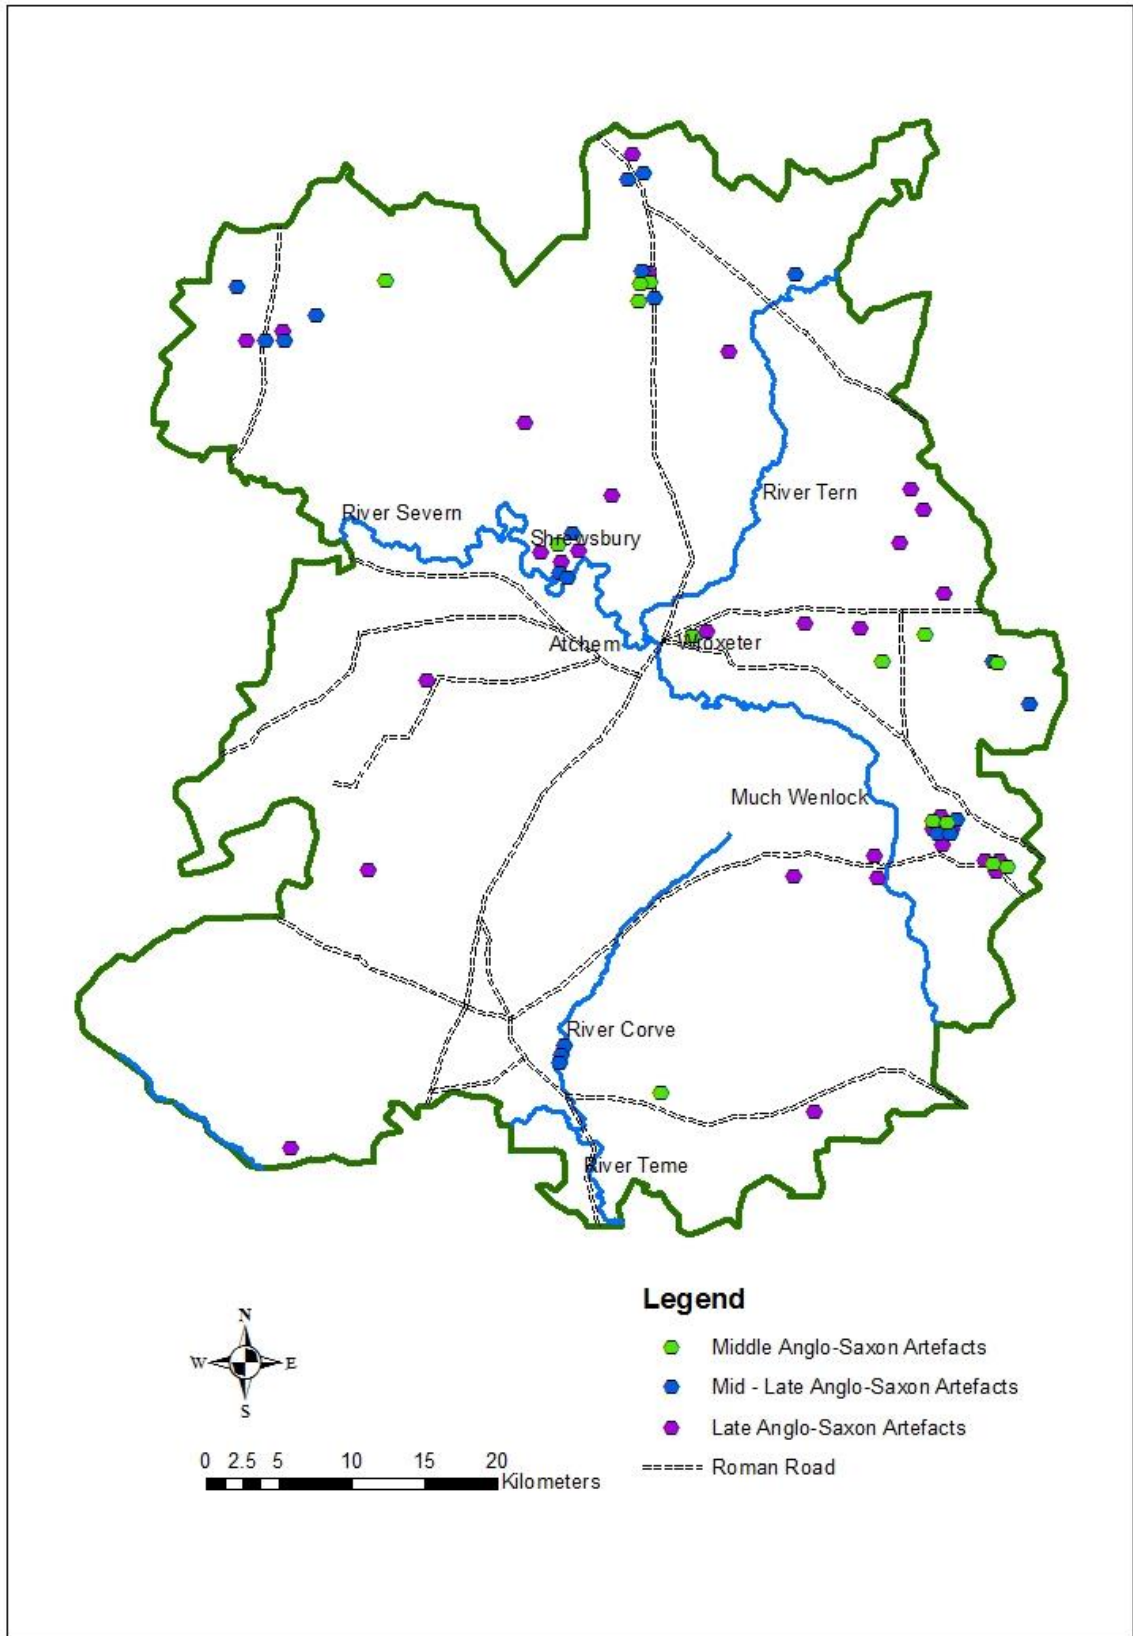 River Severn
River Tern
Shrewsbury
Atchem
Wroxeter
Much Wenlock
River Corve
River Teme
N
W
E
S
0 2.5 5 10 15 20
Kilometers
Legend
Middle Anglo-Saxon Artefacts
Mid - Late Anglo-Saxon Artefacts
Late Anglo-Saxon Artefacts
Roman Road